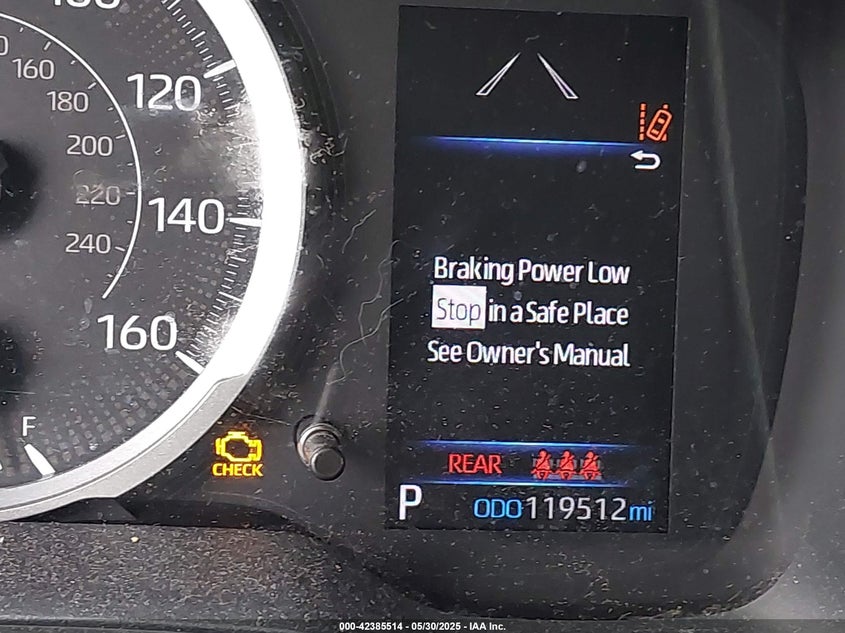 120
140
160
160
180
200
220
240
F
CHECK
Braking Power Low
Stop in a Safe Place
See Owner's Manual
REAR
P ODO 119512 mi
000-42385514 - 05/30/2025 - IAA Inc.